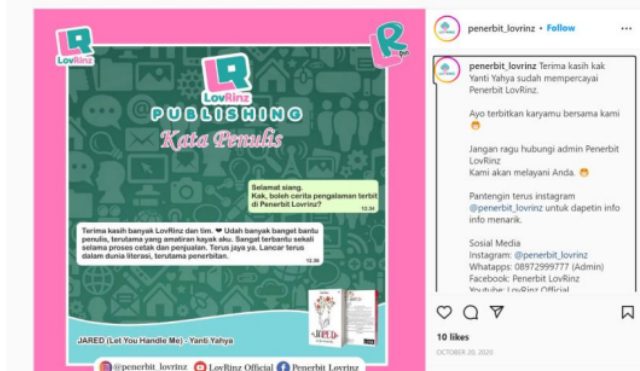 LovRinz
R
LovRinz
PUBLISHING
Kata Penulis
Selamat siang.
Kak, boleh cerita pengalaman terbit
di Penerbit Lovrinz?
12.34
Terima kasih banyak LovRinz dan tim. ❤ Udah banyak banget bantu
penulis, terutama yang amatiran kayak aku. Sangat terbantu sekali
selama proses cetak dan penjualan. Terus jaya ya. Lancar terus
dalam dunia literasi, terutama penerbitan.
JARED
JARED (Let You Handle Me) - Yanti Yahya
@penerbit_lovrinz LovRinz Official Penerbit Lovrinz
penerbit_lovrinz • Follow
penerbit_lovrinz Terima kasih kak
Yanti Yahya sudah mempercayai
Penerbit LovRinz.
Ayo terbitkan karyamu bersama kami
😁
Jangan ragu hubungi admin Penerbit
LovRinz
Kami akan melayani Anda. 😁
Pantengin terus instagram
@penerbit_lovrinz untuk dapetin info
info menarik.
Sosial Media
Instagram: @penerbit_lovrinz
Whatapps: 08972999777 (Admin)
Facebook: Penerbit LovRinz
Youtube: LovRinz Official
10 likes
OCTOBER 20, 2020